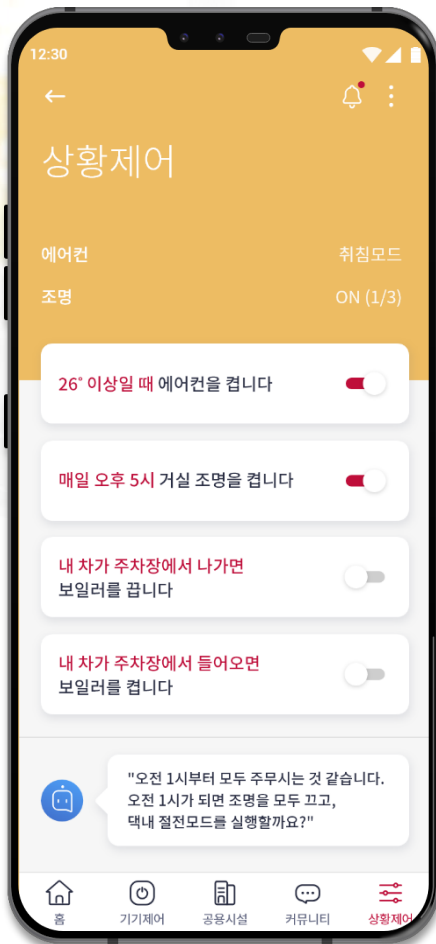 12:30
상황제어
에어컨 취침모드
조명 ON (1/3)
26° 이상일 때 에어컨을 켭니다
매일 오후 5시 거실 조명을 켭니다
내 차가 주차장에서 나가면
보일러를 끕니다
내 차가 주차장에서 들어오면
보일러를 켭니다
"오전 1시부터 모두 주무시는 것 같습니다.
오전 1시가 되면 조명을 모두 끄고,
댁내 절전모드를 실행할까요?"
홈 기기제어 공용시설 커뮤니티 상황제어